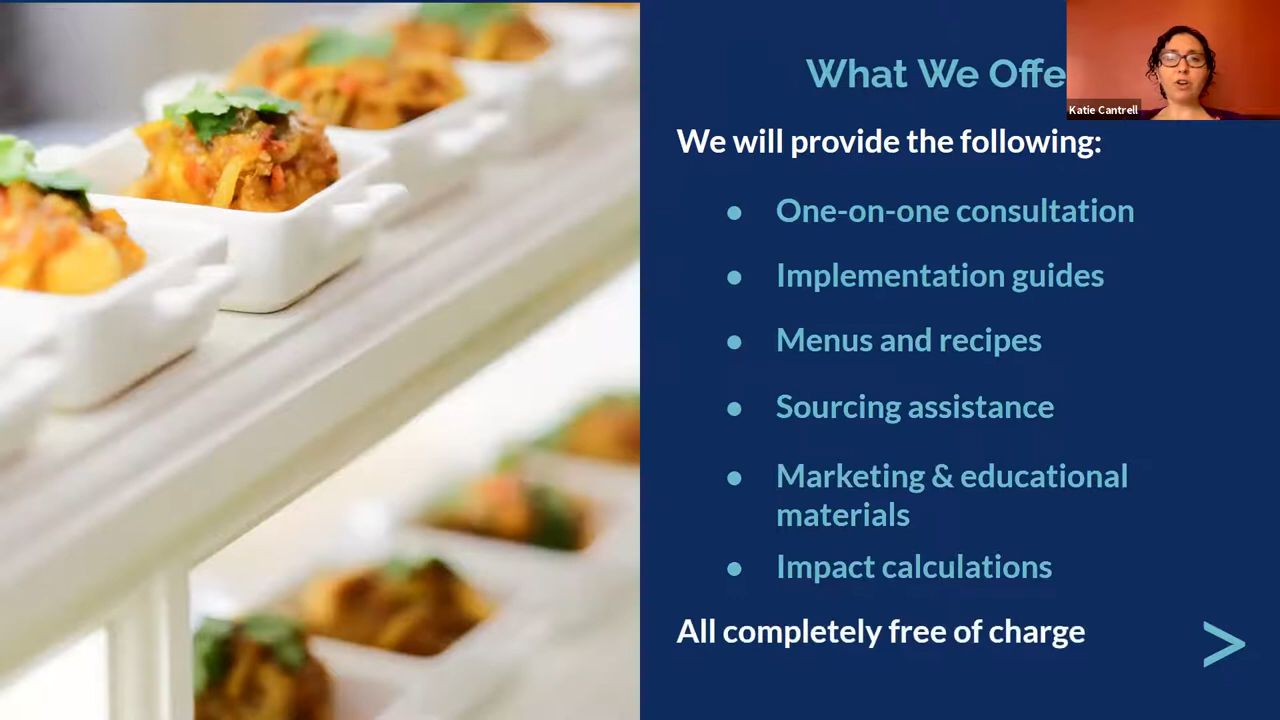 What We Offe
Katie Cantrell
We will provide the following:
● One-on-one consultation
● Implementation guides
● Menus and recipes
● Sourcing assistance
● Marketing & educational
materials
● Impact calculations
All completely free of charge
>